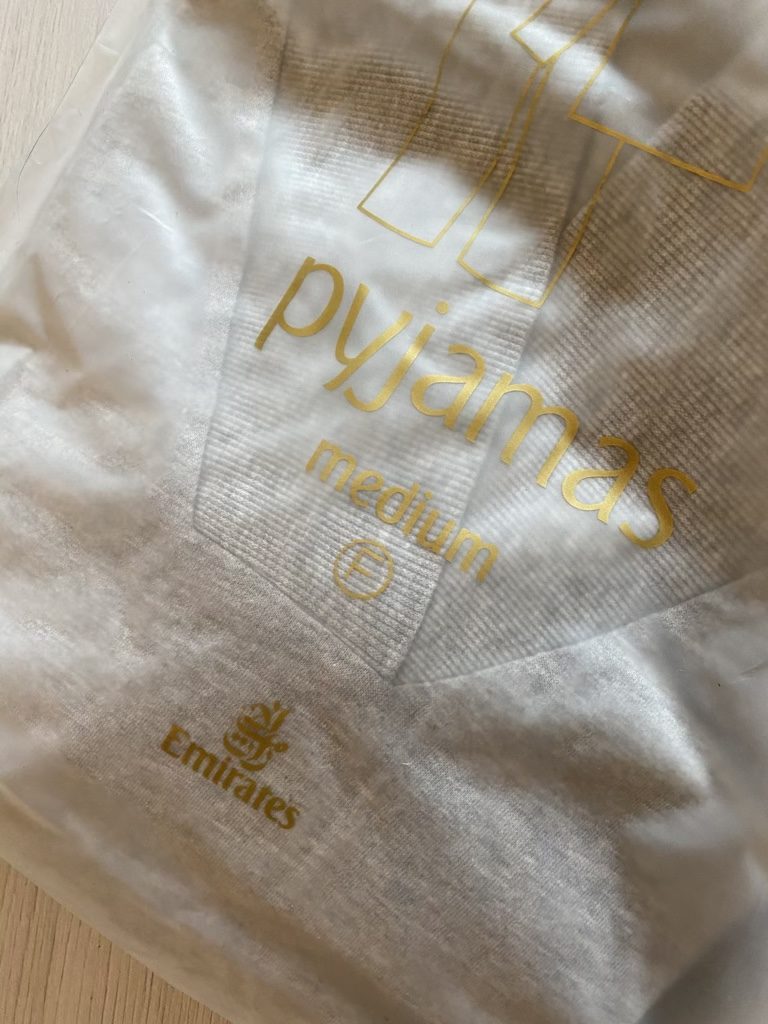 pyjamas
medium
F
Emirates